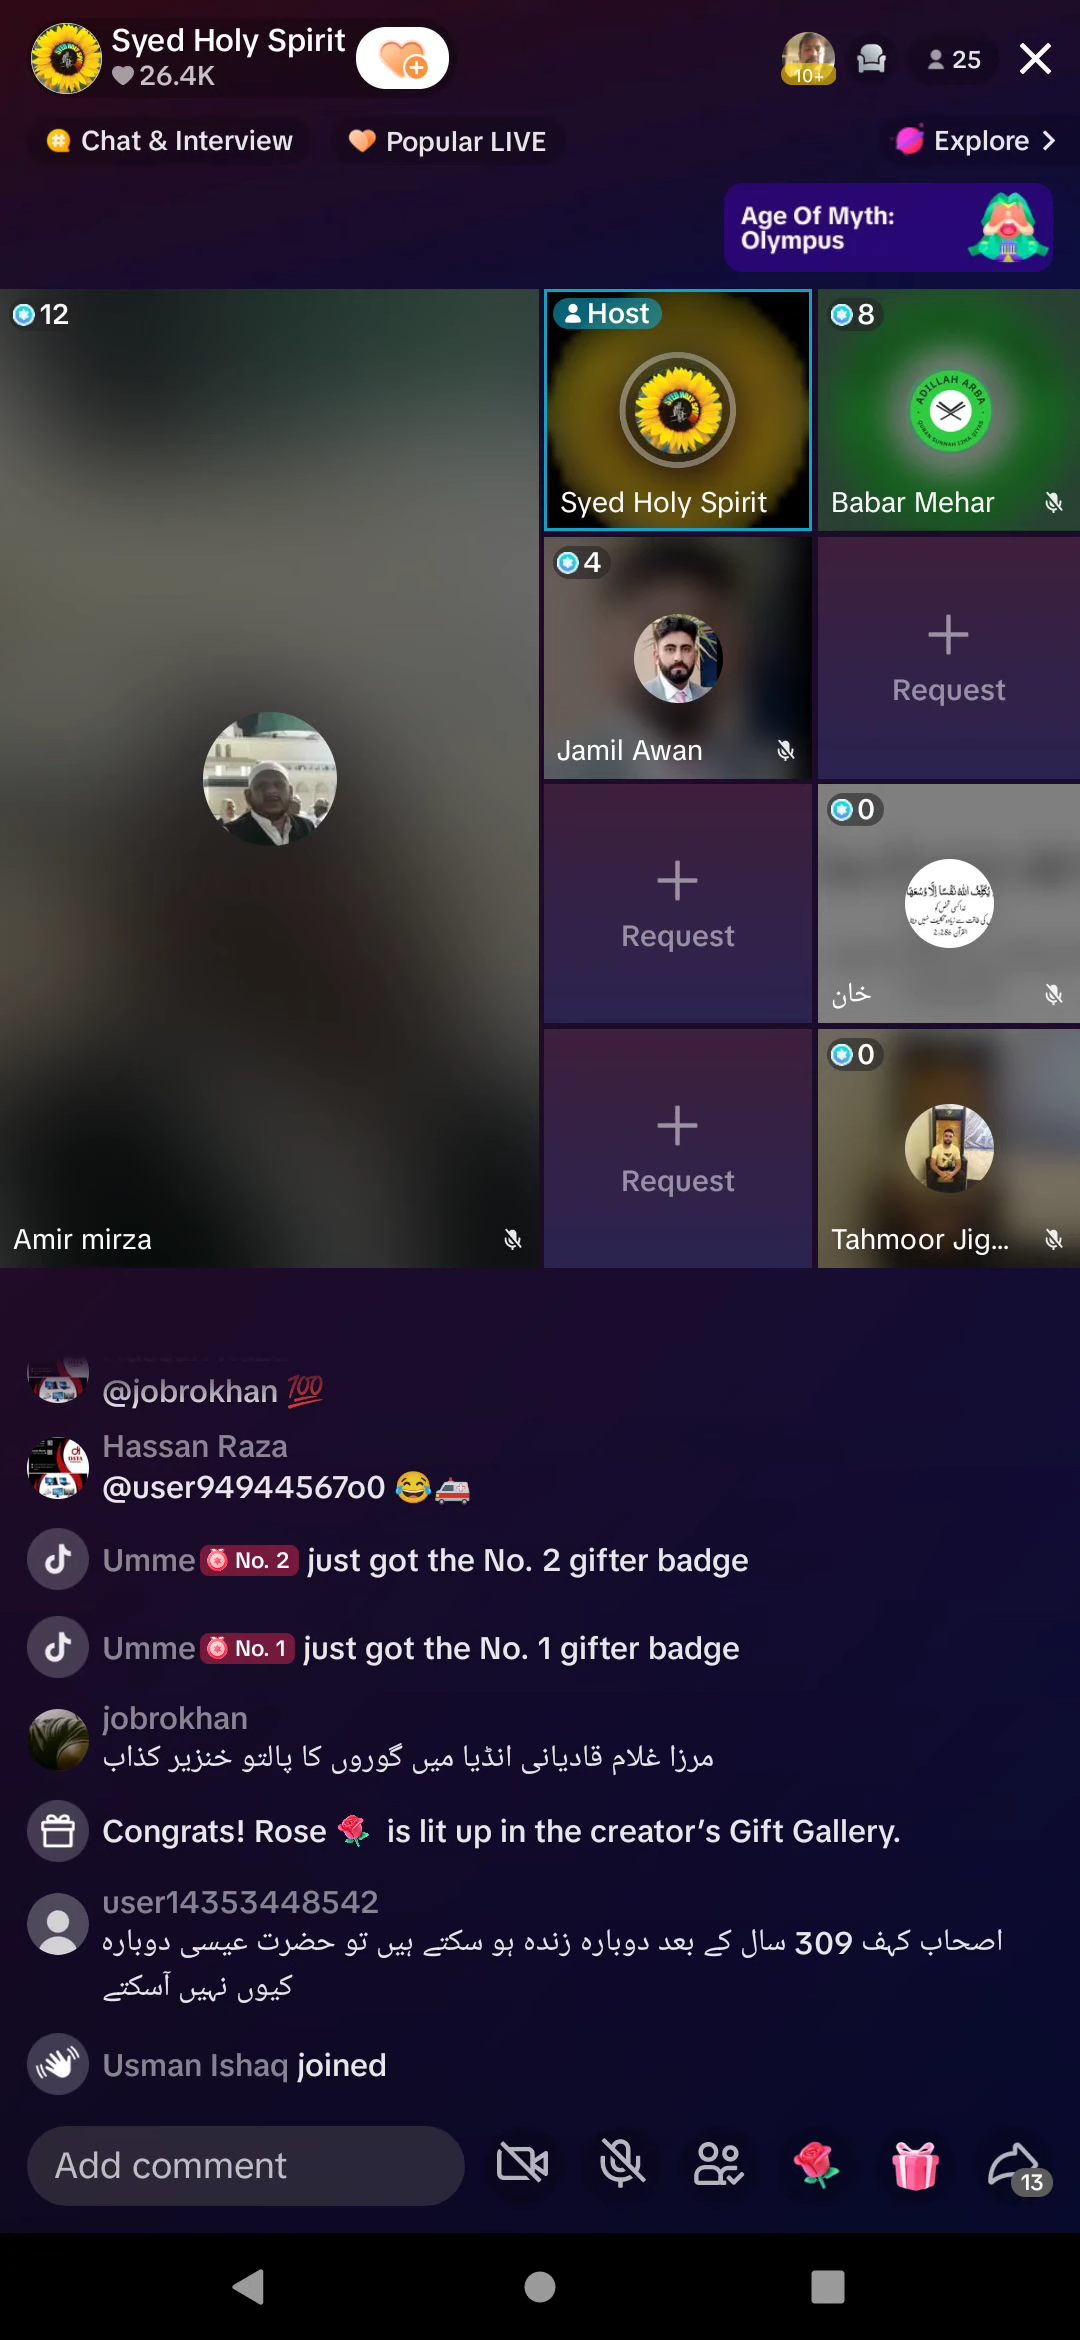 Syed Holy Spirit
26.4K
10+
25
Chat & Interview
Popular LIVE
Explore
Age Of Myth:
Olympus
12
Host
8
ADILLAH ARBA
Syed Holy Spirit
Babar Mehar
4
Request
Jamil Awan
0
Request
خان
0
Request
Amir mirza
Tahmoor Jig...
@jobrokhan 💯
Hassan Raza
@user94944567o0 😂🚑
Umme No. 2 just got the No. 2 gifter badge
Umme No. 1 just got the No. 1 gifter badge
jobrokhan
مرزا غلام قادیانی انڈیا میں گوروں کا پالتو خنزیر کذاب
Congrats! Rose 🌹 is lit up in the creator’s Gift Gallery.
user14353448542
اصحاب کہف 309 سال کے بعد دوبارہ زندہ ہو سکتے ہیں تو حضرت عیسی دوبارہ
کیوں نہیں آسکتے
Usman Ishaq joined
Add comment
13